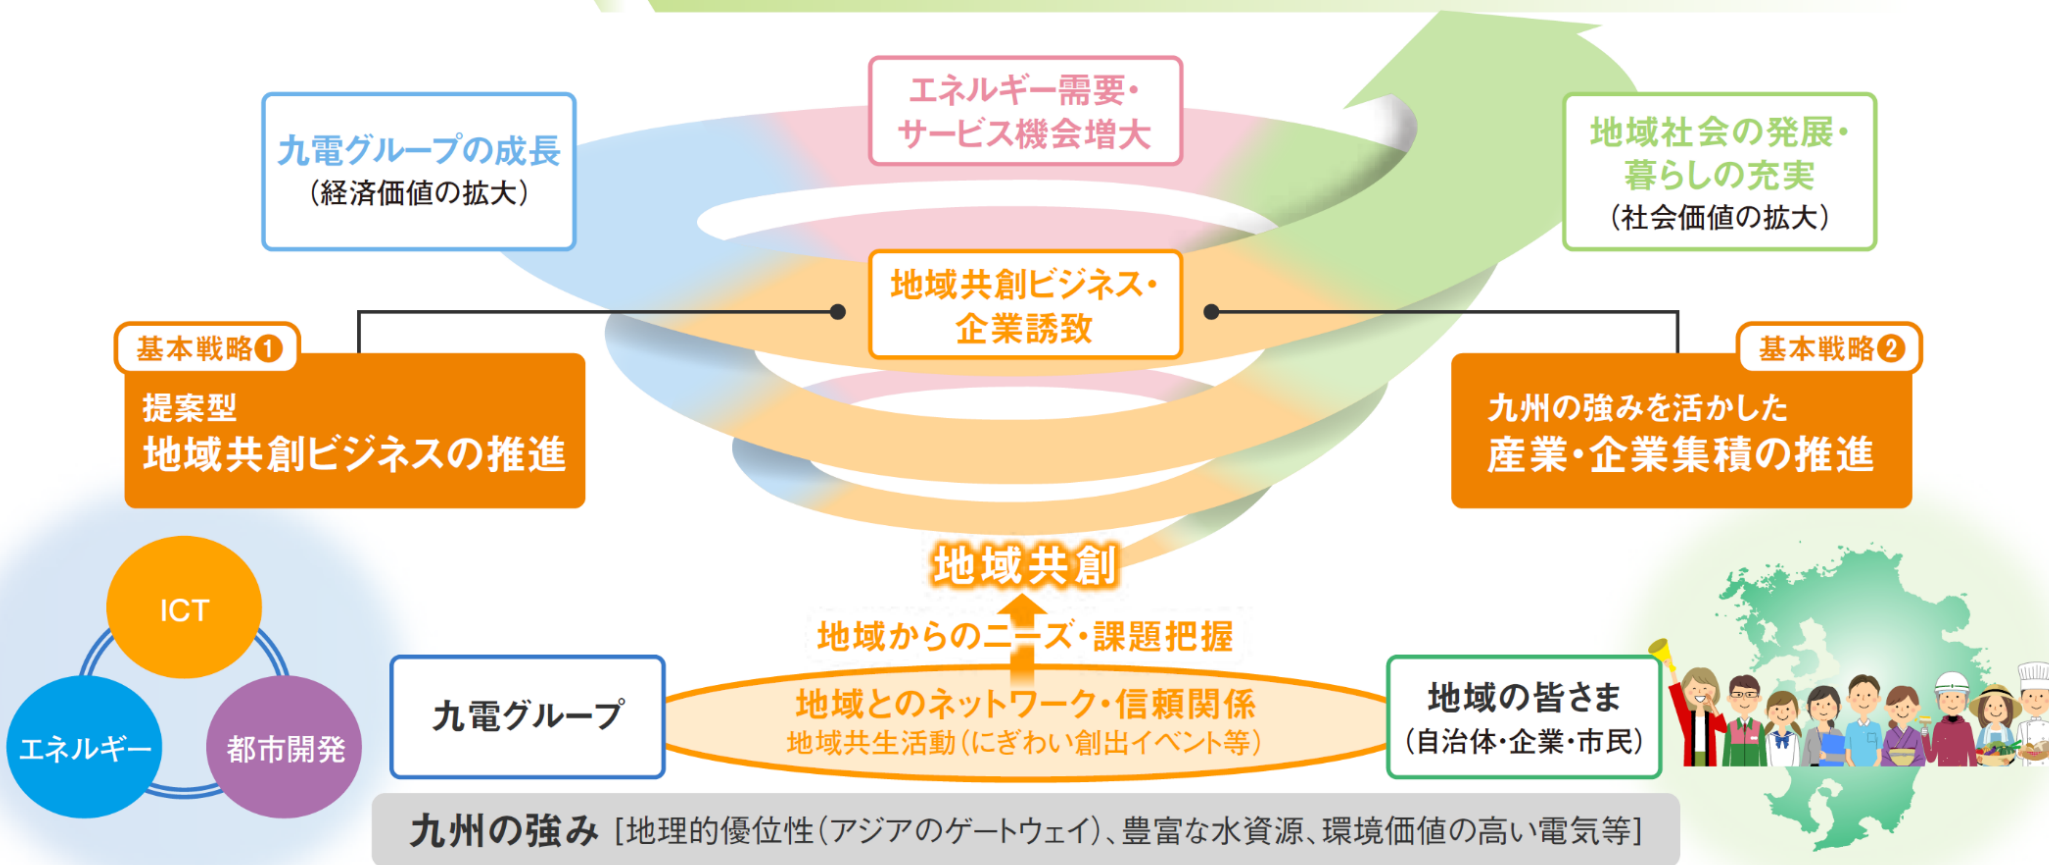 エネルギー需要・
サービス機会増大
九電グループの成長
（経済価値の拡大）
地域社会の発展・
暮らしの充実
（社会価値の拡大）
地域共創ビジネス・
企業誘致
基本戦略❶
提案型
地域共創ビジネスの推進
基本戦略❷
九州の強みを活かした
産業・企業集積の推進
地域共創
地域からのニーズ・課題把握
ICT
エネルギー
都市開発
九電グループ
地域とのネットワーク・信頼関係
地域共生活動（にぎわい創出イベント等）
地域の皆さま
（自治体・企業・市民）
九州の強み［地理的優位性（アジアのゲートウェイ）、豊富な水資源、環境価値の高い電気等］